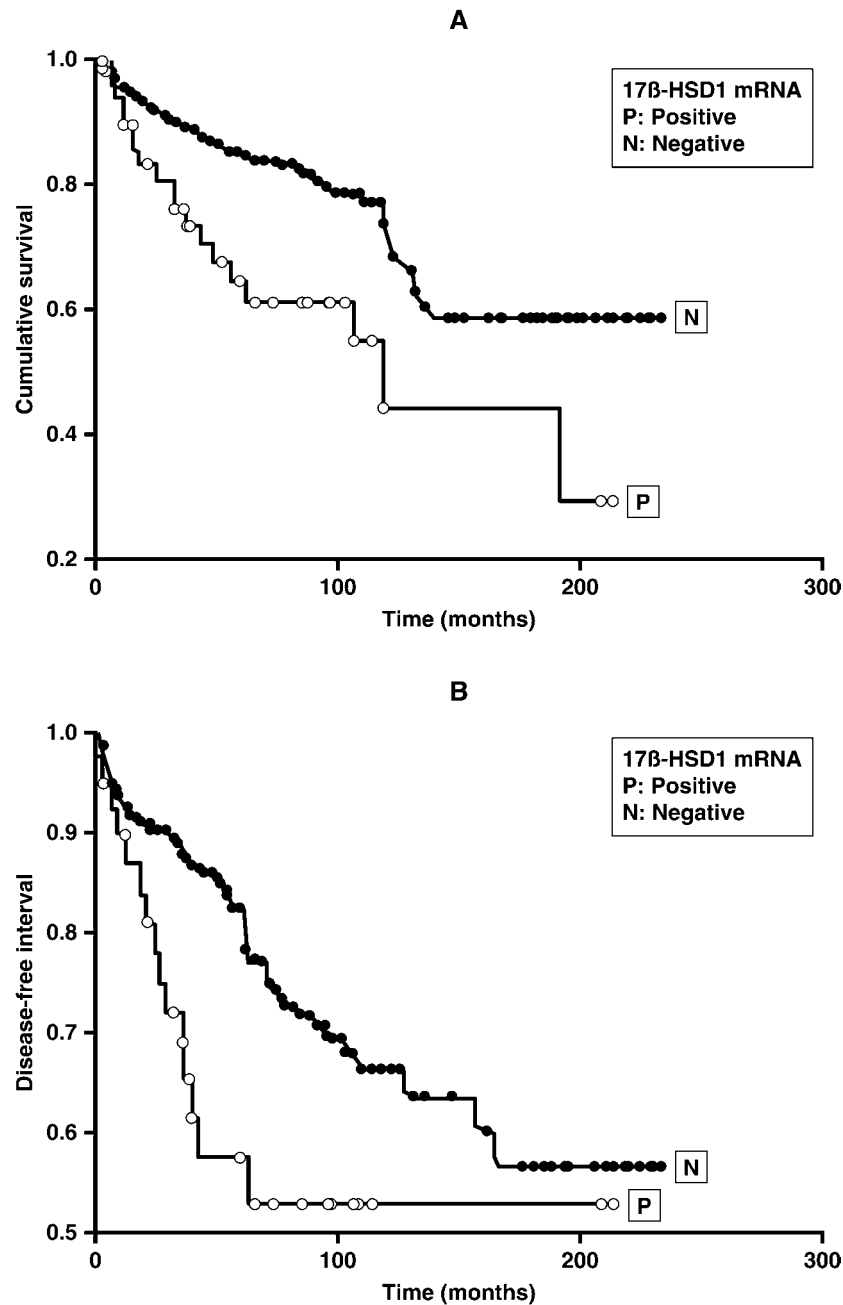 A
1.0
0.8
0.6
0.4
0.2
Cumulative survival
17ß-HSD1 mRNA
P: Positive
N: Negative
N
P
0
100
200
300
Time (months)
B
1.0
0.9
0.8
0.7
0.6
0.5
Disease-free interval
17ß-HSD1 mRNA
P: Positive
N: Negative
N
P
0
100
200
300
Time (months)